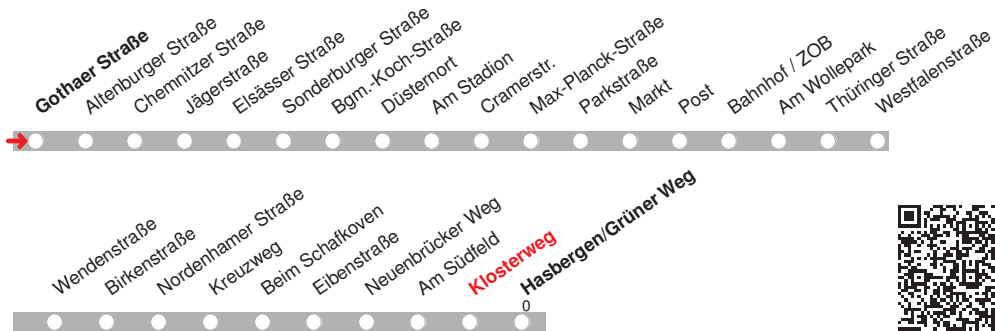 Gothaer Straße
Altenburger Straße
Chemnitzer Straße
Jägerstraße
Elsässer Straße
Sonderburger Straße
Bgm.-Koch-Straße
Düsternort
Am Stadion
Cramerstr.
Max-Planck-Straße
Parkstraße
Markt
Post
Bahnhof / ZOB
Am Wollepark
Thüringer Straße
Westfalenstraße
Wendenstraße
Birkenstraße
Nordenhamer Straße
Kreuzweg
Beim Schafkoven
Eibenstraße
Neuenbrücker Weg
Am Südfeld
Klosterweg
Hasbergen/Grüner Weg
0